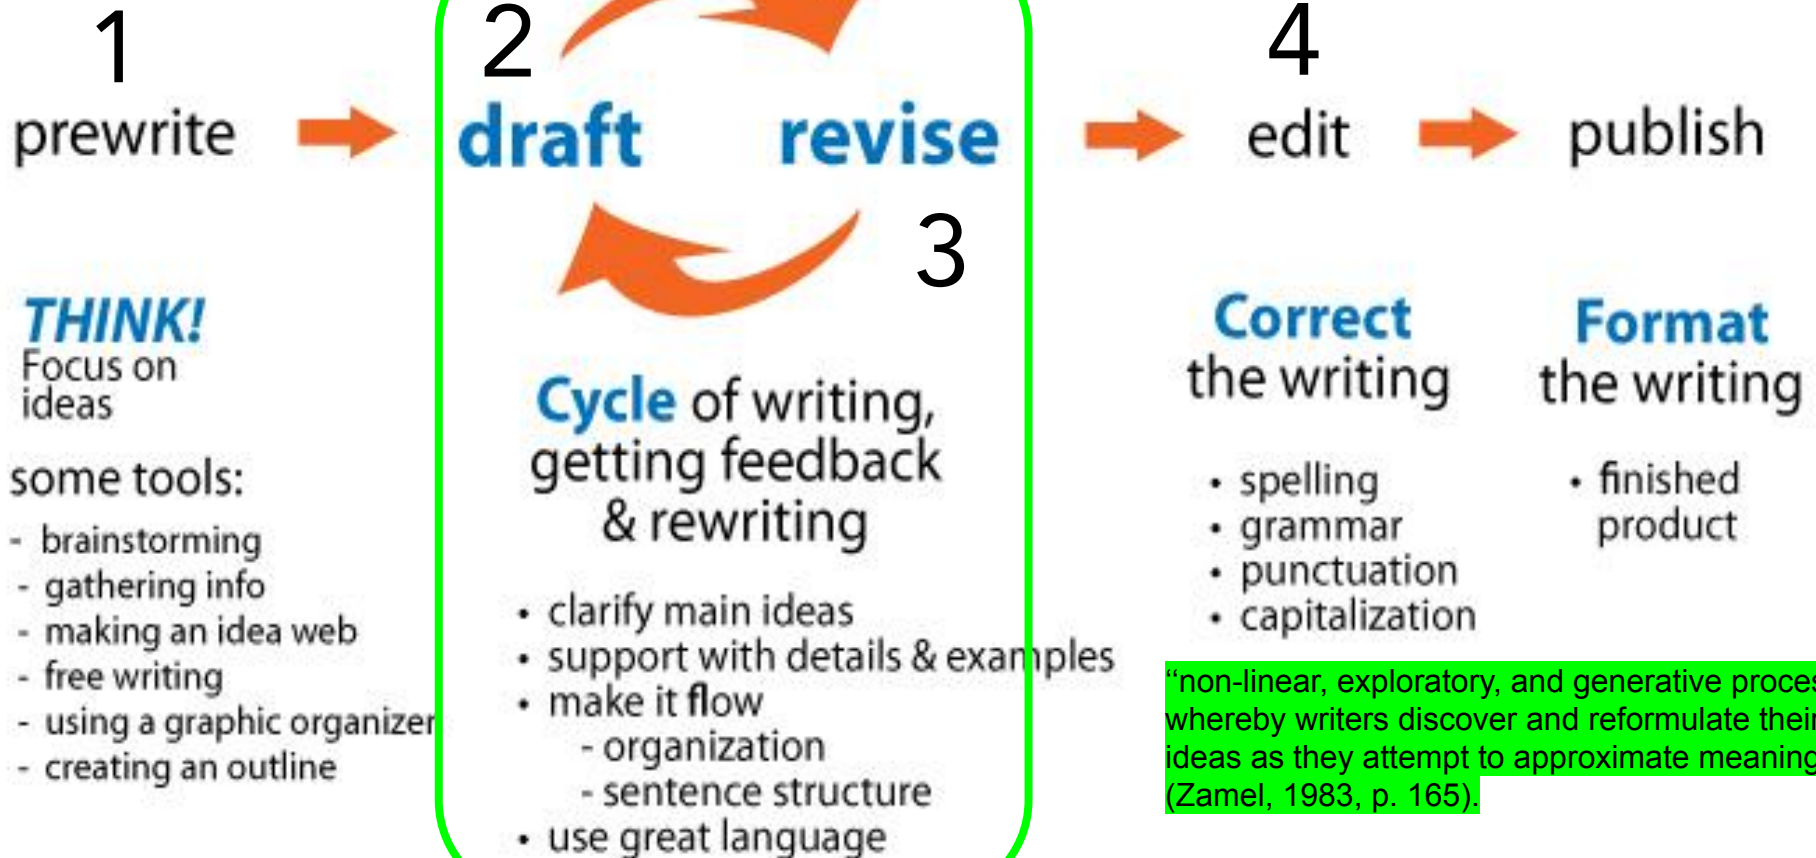 1
prewrite
THINK!
Focus on
ideas
some tools:
- brainstorming
- gathering info
- making an idea web
- free writing
- using a graphic organizer
- creating an outline
2
draft
revise
3
Cycle of writing,
getting feedback
& rewriting
• clarify main ideas
• support with details & examples
• make it flow
- organization
- sentence structure
• use great language
4
edit
Correct
the writing
• spelling
• grammar
• punctuation
• capitalization
publish
Format
the writing
• finished
product
“non-linear, exploratory, and generative proces
whereby writers discover and reformulate their
ideas as they attempt to approximate meaning
(Zamel, 1983, p. 165).